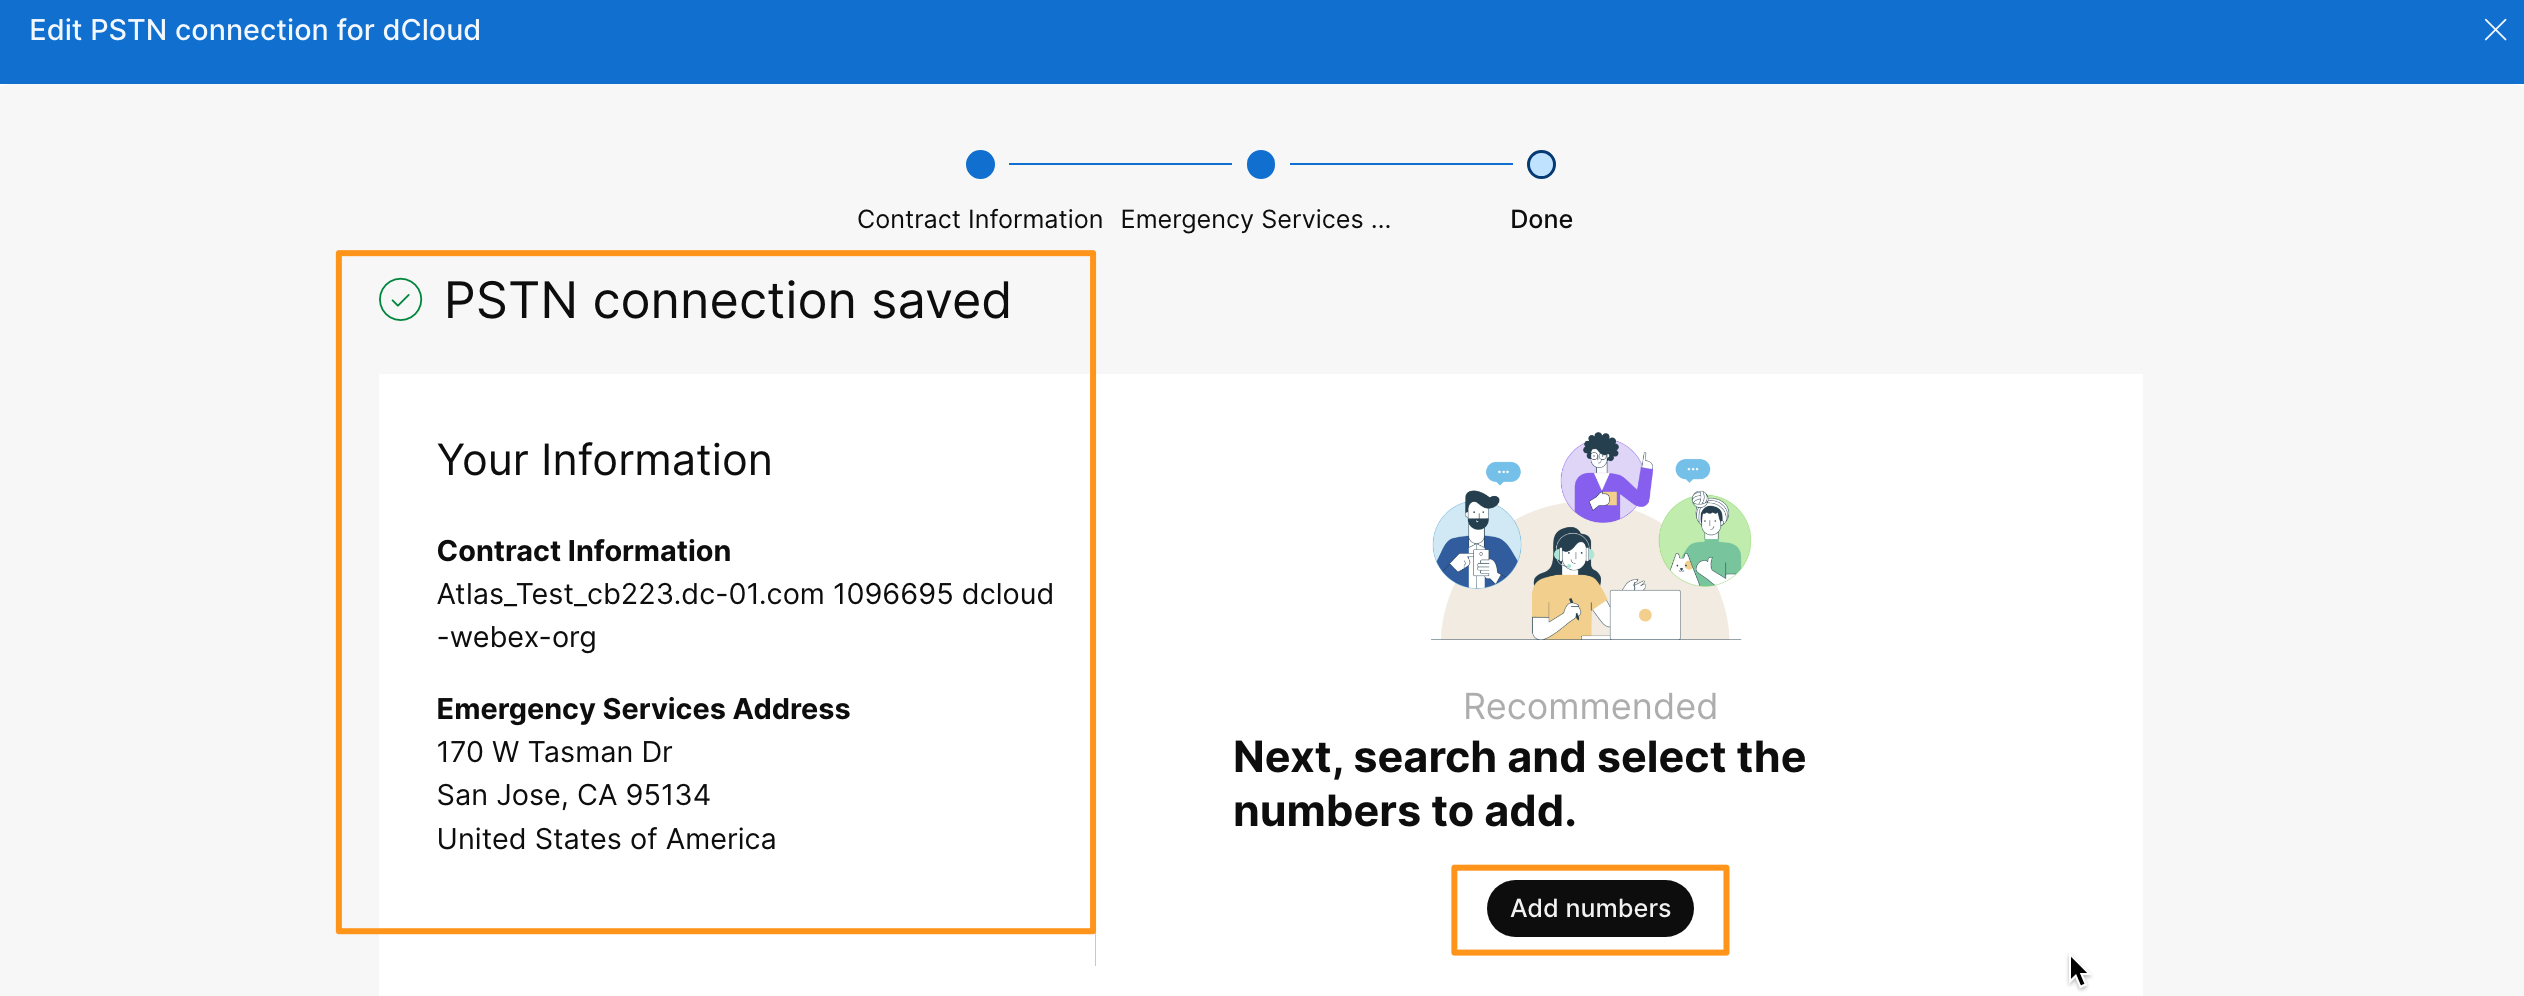 Edit PSTN connection for dCloud
Contract Information
Emergency Services ...
Done
PSTN connection saved
Your Information
Contract Information
Atlas_Test_cb223.dc-01.com 1096695 dcloud
-webex-org
Emergency Services Address
170 W Tasman Dr
San Jose, CA 95134
United States of America
Recommended
Next, search and select the
numbers to add.
Add numbers